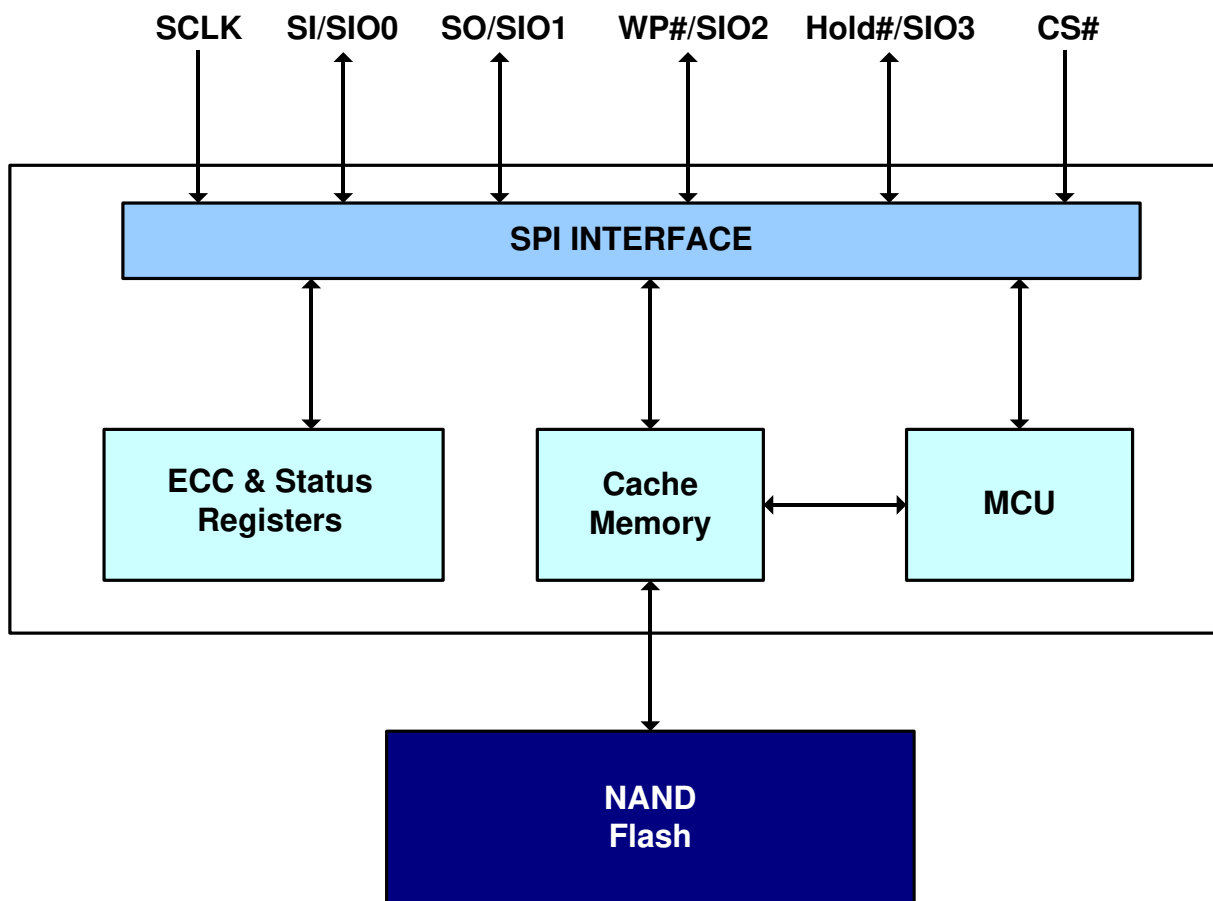 SCLK SI/SIO0 SO/SIO1 WP#/SIO2 Hold#/SIO3 CS#
SPI INTERFACE
ECC & Status
Registers
Cache
Memory
MCU
NAND
Flash